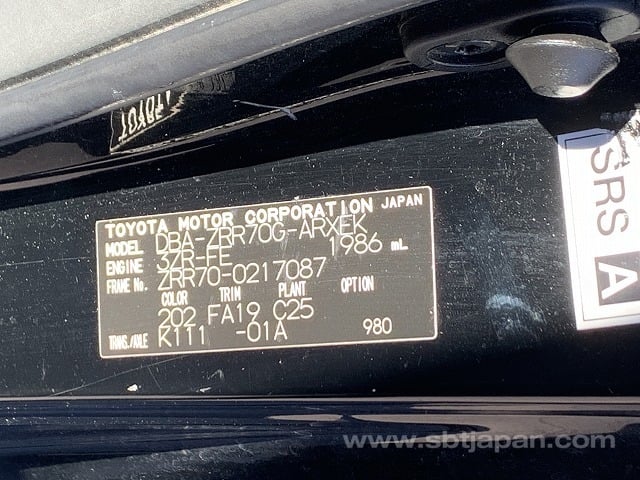 TOYOTA MOTOR CORPORATION JAPAN
MODEL DBA-ZRR70G-ARXEK
ENGINE 3ZR-FE 1986 mL
FRAME No. ZRR70-0217087
COLOR TRIM PLANT OPTION
202 FA19 C25
TRANS./AXLE K111 -01A 980
SRS A
TOYOT
www.sbtjapan.com